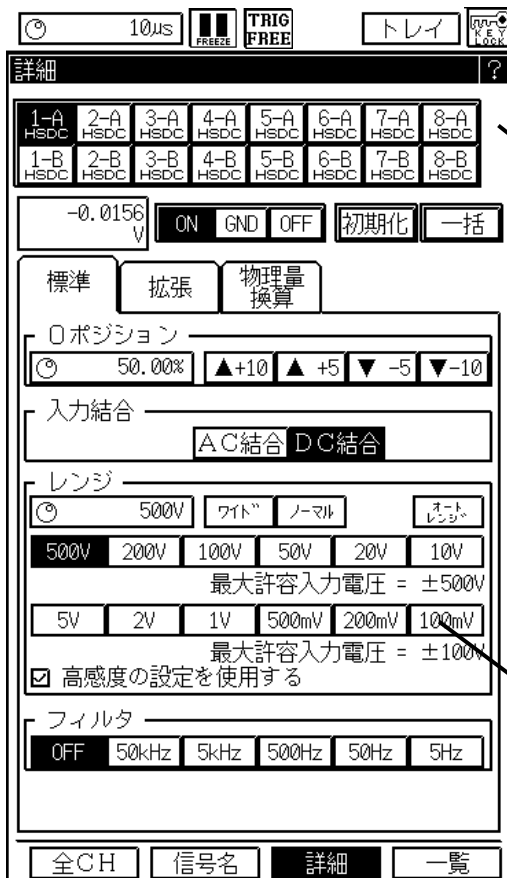 10μs FREEZE TRIG FREE トレイ KEY LOCK
詳細 ?
1-A HSDC 2-A HSDC 3-A HSDC 4-A HSDC 5-A HSDC 6-A HSDC 7-A HSDC 8-A HSDC
1-B HSDC 2-B HSDC 3-B HSDC 4-B HSDC 5-B HSDC 6-B HSDC 7-B HSDC 8-B HSDC
-0.0156 V ON GND OFF 初期化 一括
標準 拡張 物理量換算
0ポジション
50.00% ▲+10 ▲ +5 ▼ -5 ▼-10
入力結合
AC結合 DC結合
レンジ
500V ワイド ノーマル オートレンジ
500V 200V 100V 50V 20V 10V
最大許容入力電圧 = ±500V
5V 2V 1V 500mV 200mV 100mV
最大許容入力電圧 = ±100V
☑ 高感度の設定を使用する
フィルタ
OFF 50kHz 5kHz 500Hz 50Hz 5Hz
全CH 信号名 詳細 一覧